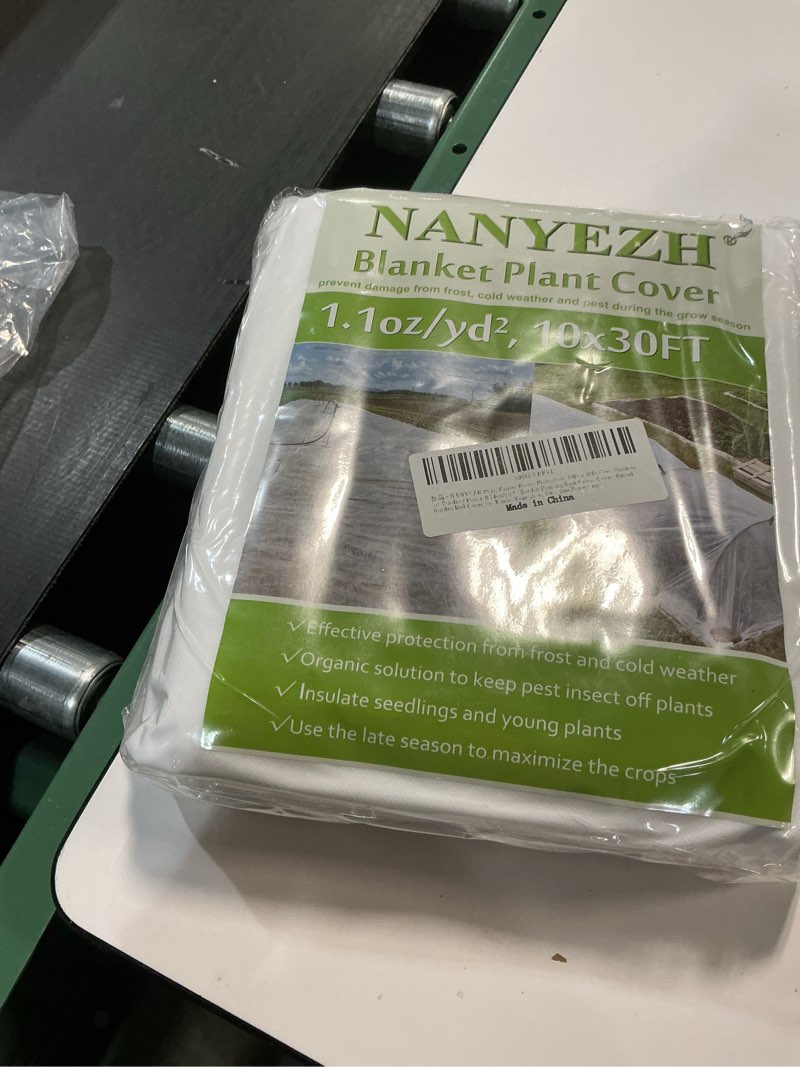 NANYEZH®
Blanket Plant Cover
prevent damage from frost, cold weather and pest during the grow season
1.1oz/yd², 10x30FT
Made in China
✓Effective protection from frost and cold weather
✓Organic solution to keep pest insect off plants
✓Insulate seedlings and young plants
✓Use the late season to maximize the crops